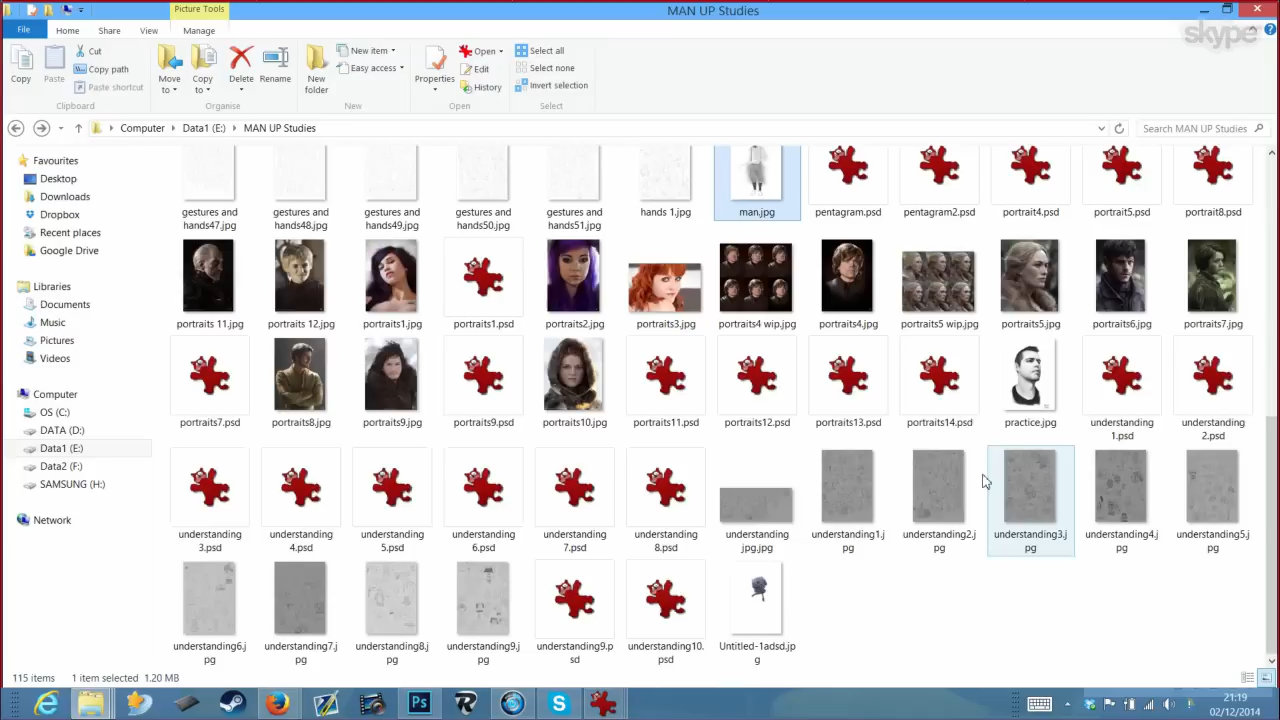 Picture Tools
MAN UP Studies
skype
File
Home
Share
View
Manage
Copy
Paste
Cut
Copy path
Paste shortcut
Clipboard
Move to
Copy to
Delete
Rename
Organise
New folder
New item
Easy access
New
Properties
Open
Edit
History
Open
Select all
Select none
Invert selection
Select
Computer
Data1 (E:)
MAN UP Studies
Search MAN UP Studies
Favourites
Desktop
Downloads
Dropbox
Recent places
Google Drive
Libraries
Documents
Music
Pictures
Videos
Computer
OS (C:)
DATA (D:)
Data1 (E:)
Data2 (F:)
SAMSUNG (H:)
Network
gestures and hands47.jpg
gestures and hands48.jpg
gestures and hands49.jpg
gestures and hands50.jpg
gestures and hands51.jpg
hands 1.jpg
man.jpg
pentagram.psd
pentagram2.psd
portrait4.psd
portrait5.psd
portrait8.psd
portraits 11.jpg
portraits 12.jpg
portraits1.jpg
portraits1.psd
portraits2.jpg
portraits3.jpg
portraits4 wip.jpg
portraits4.jpg
portraits5 wip.jpg
portraits5.jpg
portraits6.jpg
portraits7.jpg
portraits7.psd
portraits8.jpg
portraits9.jpg
portraits9.psd
portraits10.jpg
portraits11.psd
portraits12.psd
portraits13.psd
portraits14.psd
practice.jpg
understanding 1.psd
understanding 2.psd
understanding 3.psd
understanding 4.psd
understanding 5.psd
understanding 6.psd
understanding 7.psd
understanding 8.psd
understanding jpg.jpg
understanding1.jpg
understanding2.jpg
understanding3.jpg
understanding4.jpg
understanding5.jpg
understanding6.jpg
understanding7.jpg
understanding8.jpg
understanding9.jpg
understanding9.psd
understanding10.psd
Untitled-1adsd.jpg
115 items
1 item selected 1.20 MB
Ps
21:19
02/12/2014